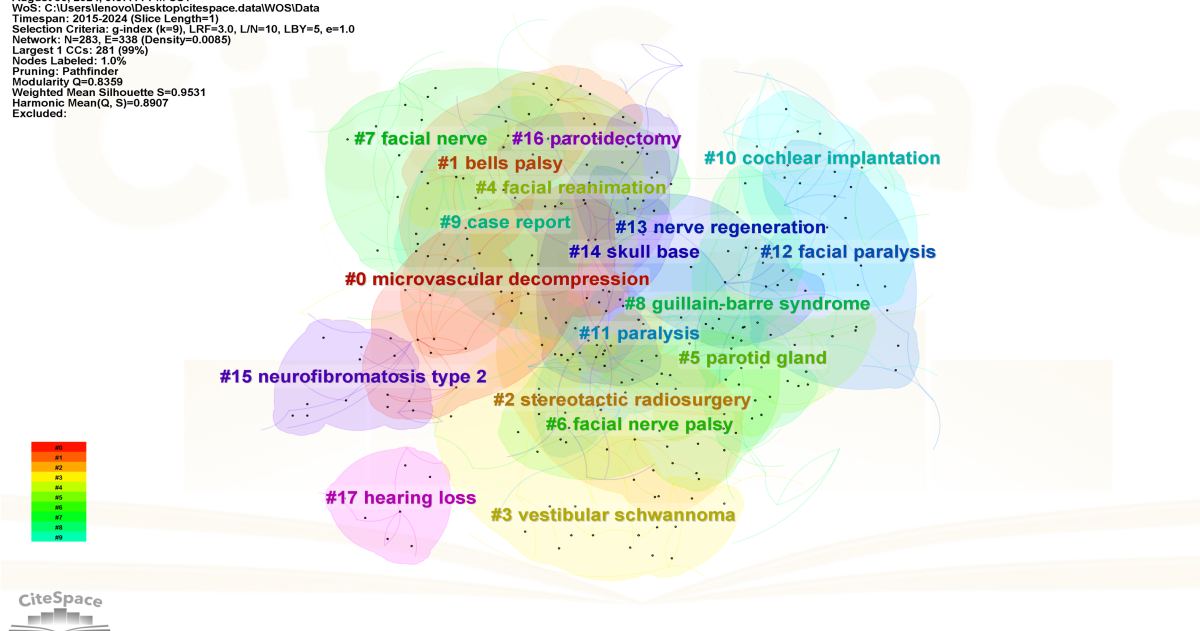 WoS: C:\Users\lenovo\Desktop\citespace.data\WOS\Data
Timespan: 2015-2024 (Slice Length=1)
Selection Criteria: g-index (k=9), LRF=3.0, L/N=10, LBY=5, e=1.0
Network: N=283, E=338 (Density=0.0085)
Largest 1 CCs: 281 (99%)
Nodes Labeled: 1.0%
Pruning: Pathfinder
Modularity Q=0.8359
Weighted Mean Silhouette S=0.9531
Harmonic Mean(Q, S)=0.8907
Excluded:
CiteSpace
#7 facial nerve
#16 parotidectomy
#1 bells palsy
#10 cochlear implantation
#4 facial reanimation
#9 case report
#13 nerve regeneration
#14 skull base
#12 facial paralysis
#0 microvascular decompression
#8 guillain-barre syndrome
#11 paralysis
#5 parotid gland
#15 neurofibromatosis type 2
#2 stereotactic radiosurgery
#6 facial nerve palsy
#17 hearing loss
#3 vestibular schwannoma
#0
#1
#2
#3
#4
#5
#6
#7
#8
#9
CiteSpace